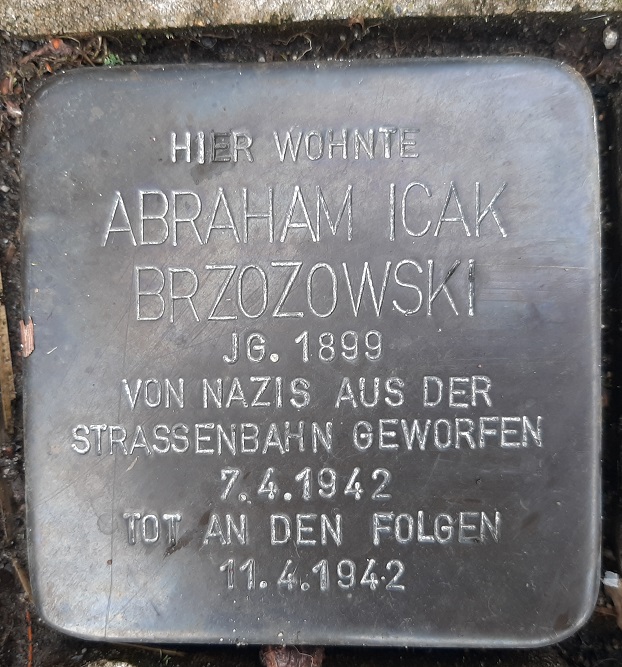 HIER WOHNTE
ABRAHAM ICAK
BRZOZOWSKI
JG. 1899
VON NAZIS AUS DER
STRASSENBAHN GEWORFEN
7.4.1942
TOT AN DEN FOLGEN
11.4.1942